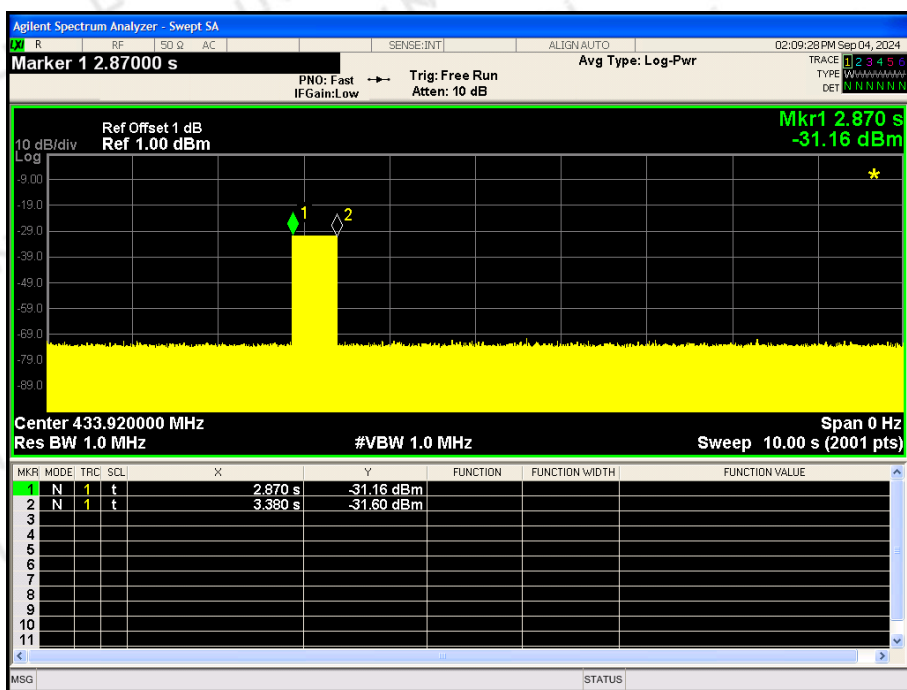 Agilent Spectrum Analyzer - Swept SA
LXI R RF 50 Ω AC SENSE:INT ALIGN AUTO 02:09:28 PM Sep 04, 2024
Marker 1 2.87000 s
PNO: Fast Trig: Free Run Avg Type: Log-Pwr TRACE 1 2 3 4 5 6
IFGain:Low Atten: 10 dB TYPE WWWWWW
DET N N N N N N
Ref Offset 1 dB Mkr1 2.870 s
10 dB/div Ref 1.00 dBm -31.16 dBm
Log
-9.00
-19.0
1 2
-29.0
-39.0
-49.0
-59.0
-69.0
-79.0
-89.0
Center 433.920000 MHz Span 0 Hz
Res BW 1.0 MHz #VBW 1.0 MHz Sweep 10.00 s (2001 pts)
MKR MODE TRC SCL X Y FUNCTION FUNCTION WIDTH FUNCTION VALUE
1 N 1 t 2.870 s -31.16 dBm
2 N 1 t 3.380 s -31.60 dBm
3
4
5
6
7
8
9
10
11
MSG STATUS